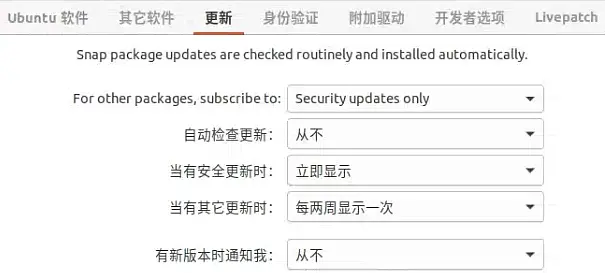 Ubuntu 软件 其它软件 更新 身份验证 附加驱动 开发者选项 Livepatch
Snap package updates are checked routinely and installed automatically.
For other packages, subscribe to: Security updates only
自动检查更新： 从不
当有安全更新时： 立即显示
当有其它更新时： 每两周显示一次
有新版本时通知我： 从不